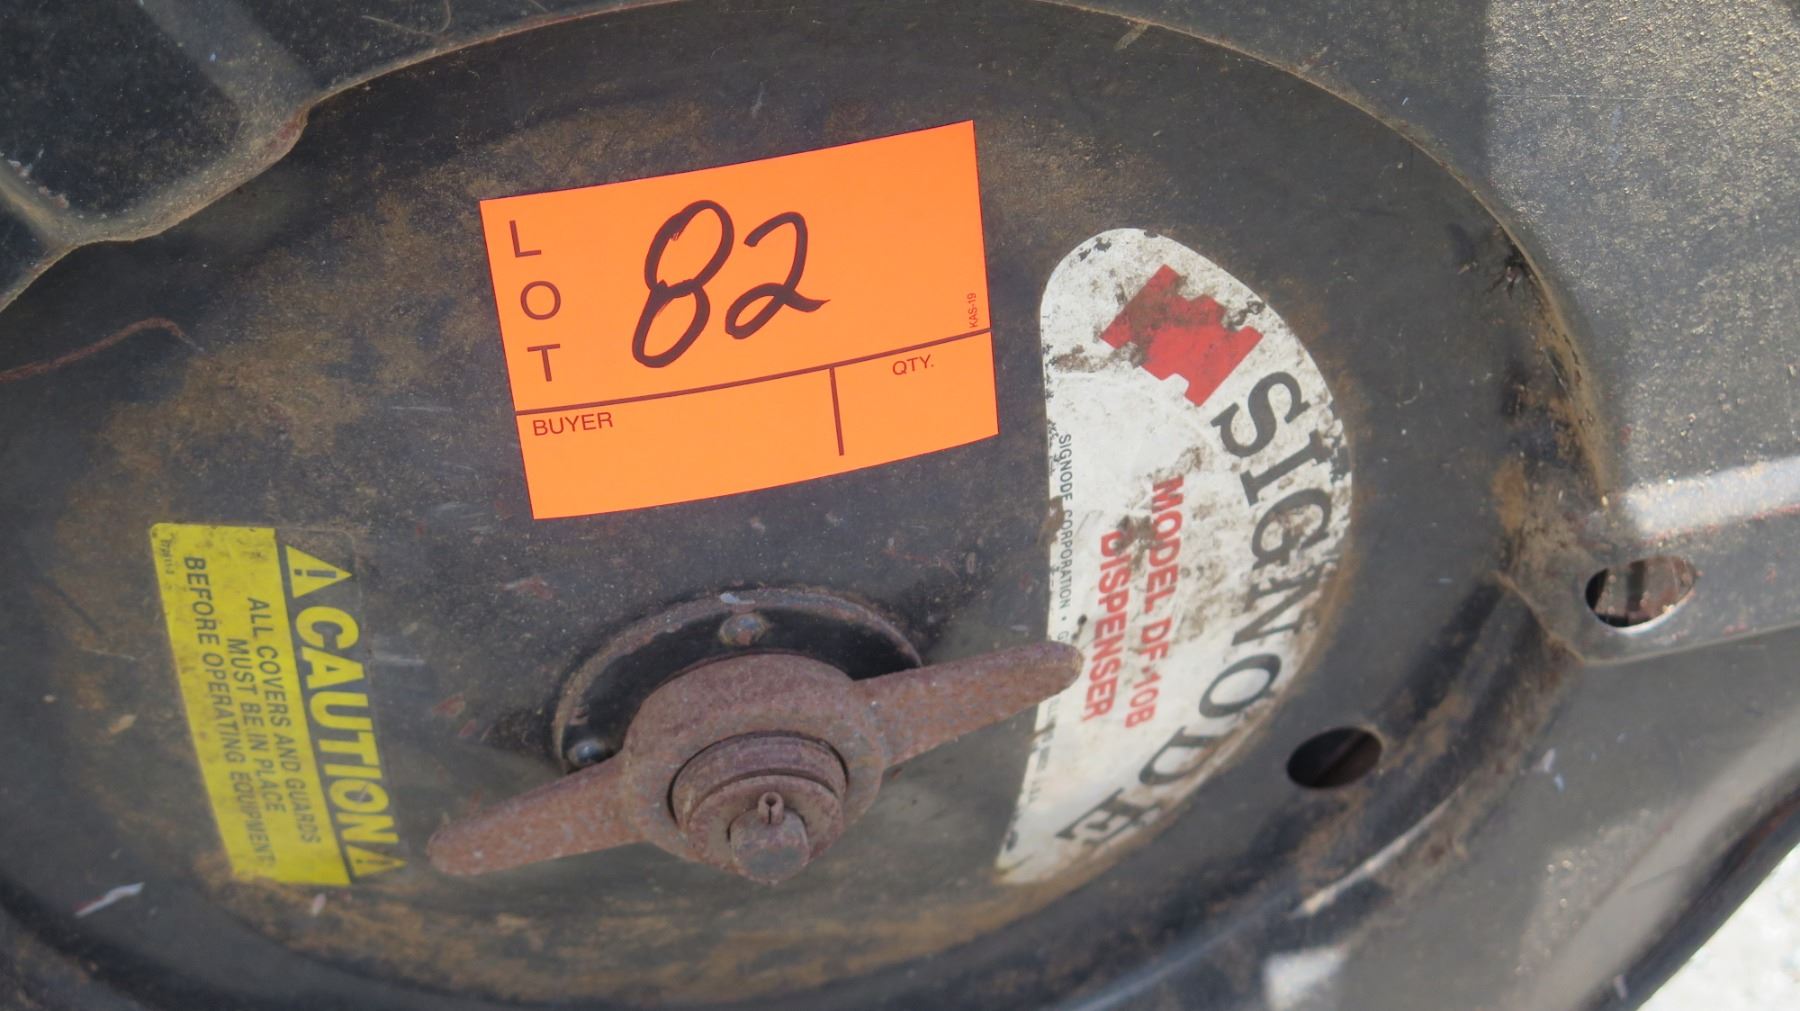 LOT
82
KAS-19
BUYER
QTY.
SIGNODE
MODEL DF-10B
DISPENSER
SIGNODE CORPORATION •
CAUTION
ALL COVERS AND GUARDS
MUST BE IN PLACE
BEFORE OPERATING EQUIPMENT